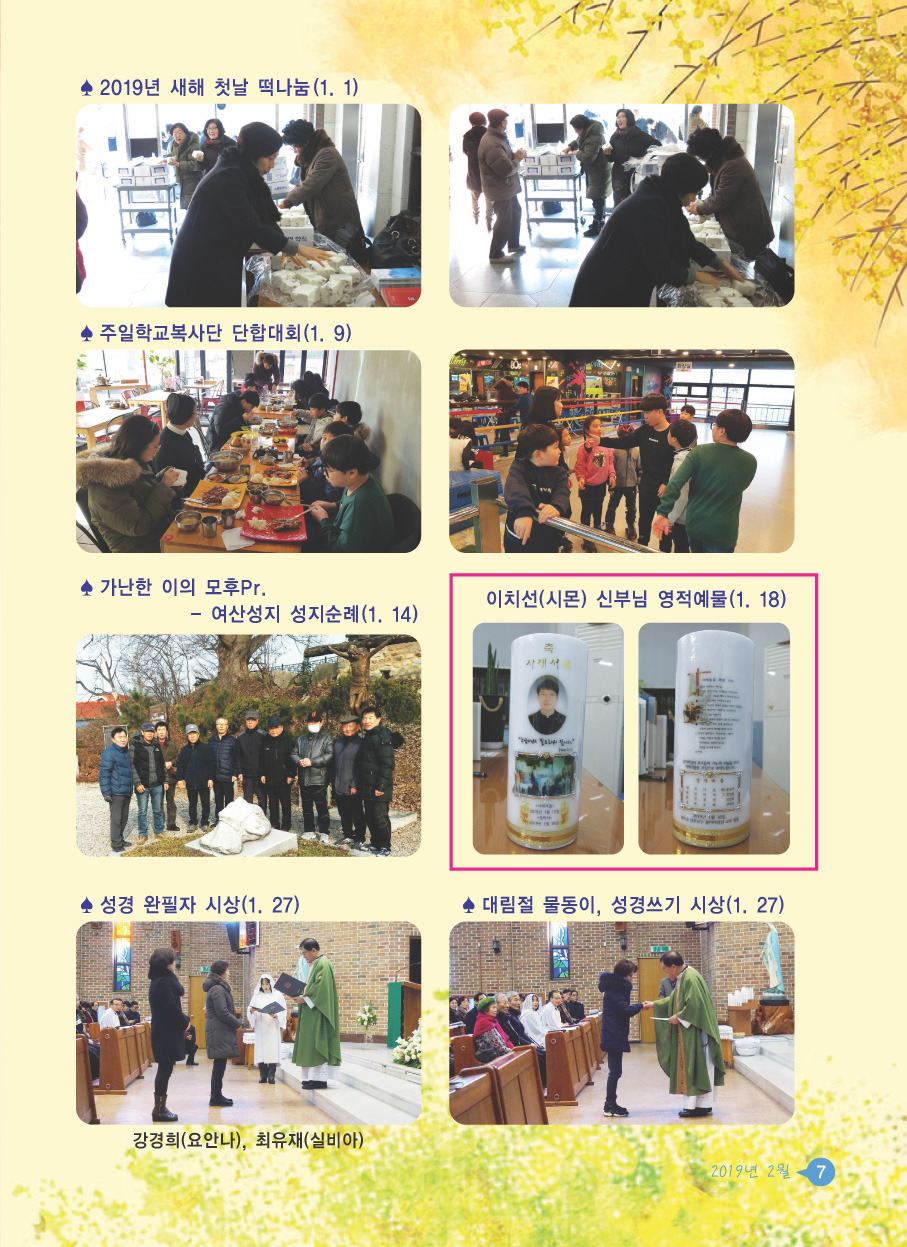 ♠ 2019년 새해 첫날 떡나눔(1. 1)
♠ 주일학교복사단 단합대회(1. 9)
♠ 가난한 이의 모후Pr.
- 여산성지 성지순례(1. 14)
이치선(시몬) 신부님 영적예물(1. 18)
축
사제서품
♠ 성경 완필자 시상(1. 27)
♠ 대림절 물동이, 성경쓰기 시상(1. 27)
강경희(요안나), 최유재(실비아)
2019년 2월 7